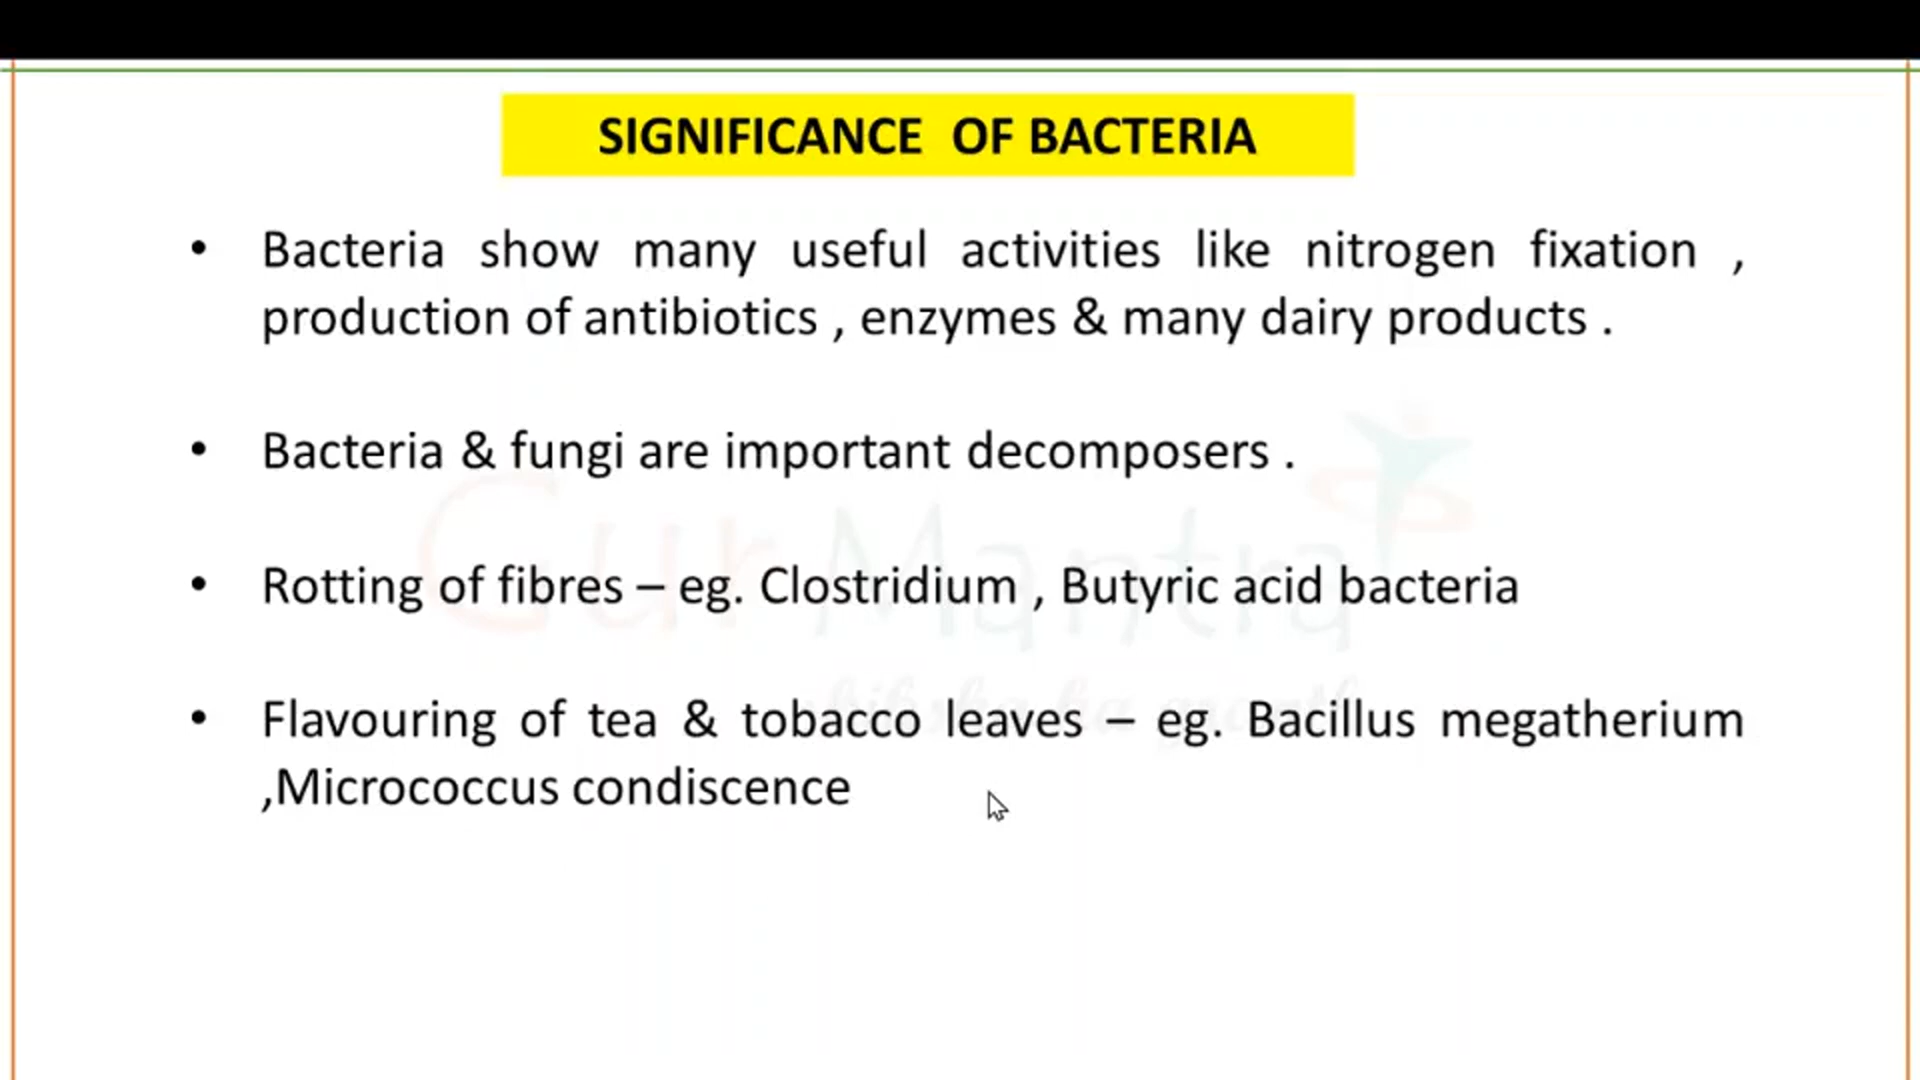 SIGNIFICANCE OF BACTERIA
• Bacteria show many useful activities like nitrogen fixation ,
production of antibiotics , enzymes & many dairy products .
• Bacteria & fungi are important decomposers .
• Rotting of fibres – eg. Clostridium , Butyric acid bacteria
• Flavouring of tea & tobacco leaves – eg. Bacillus megatherium
,Micrococcus condiscence
GurMantra